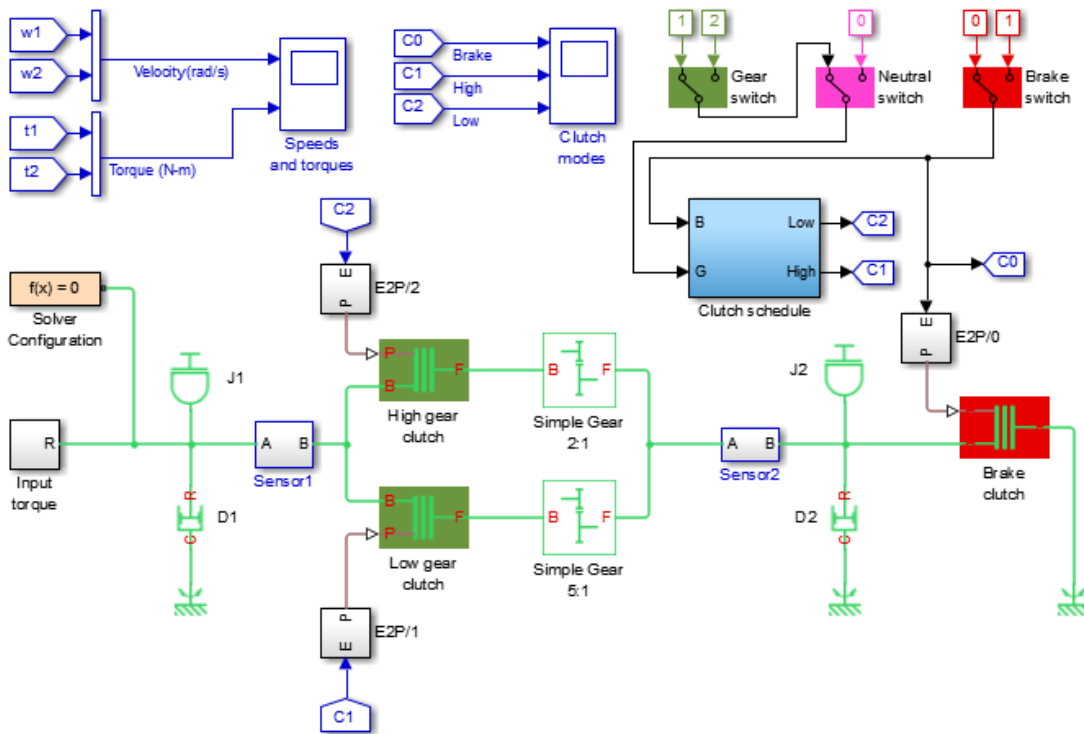 w1
w2
Velocity(rad/s)
t1
t2
Torque (N-m)
Speeds
and torques
C0
Brake
C1
High
C2
Low
Clutch
modes
1
2
Gear
switch
0
Neutral
switch
0
1
Brake
switch
B
G
Low
High
Clutch schedule
C2
C1
C0
E
P
E2P/0
C2
E
P
E2P/2
f(x) = 0
Solver
Configuration
J1
R
Input
torque
A
B
Sensor1
R
C
D1
P
B
F
High gear
clutch
B
F
Simple Gear
2:1
B
P
F
Low gear
clutch
B
F
Simple Gear
5:1
P
E
E2P/1
C1
A
B
Sensor2
J2
R
C
D2
Brake
clutch